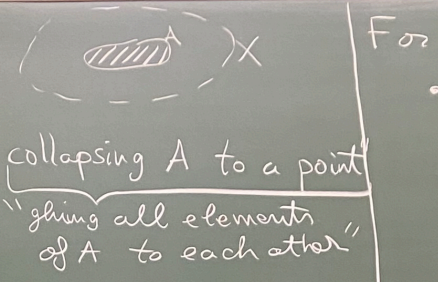 A
X
collapsing A to a point"
"gluing all elements
of A to each other"
For